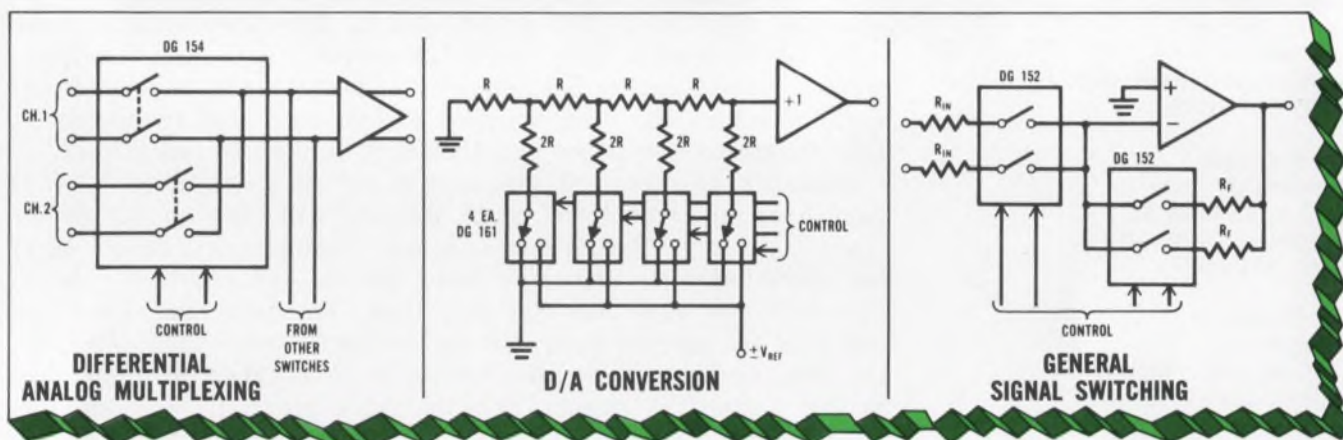 DG 154
CH.1
CH.2
CONTROL
FROM
OTHER
SWITCHES
DIFFERENTIAL
ANALOG MULTIPLEXING
R
R
R
R
+1
2R
2R
2R
2R
4 EA.
DG 161
CONTROL
±VREF
D/A CONVERSION
DG 152
RIN
RIN
+
−
DG 152
RF
RF
CONTROL
GENERAL
SIGNAL SWITCHING